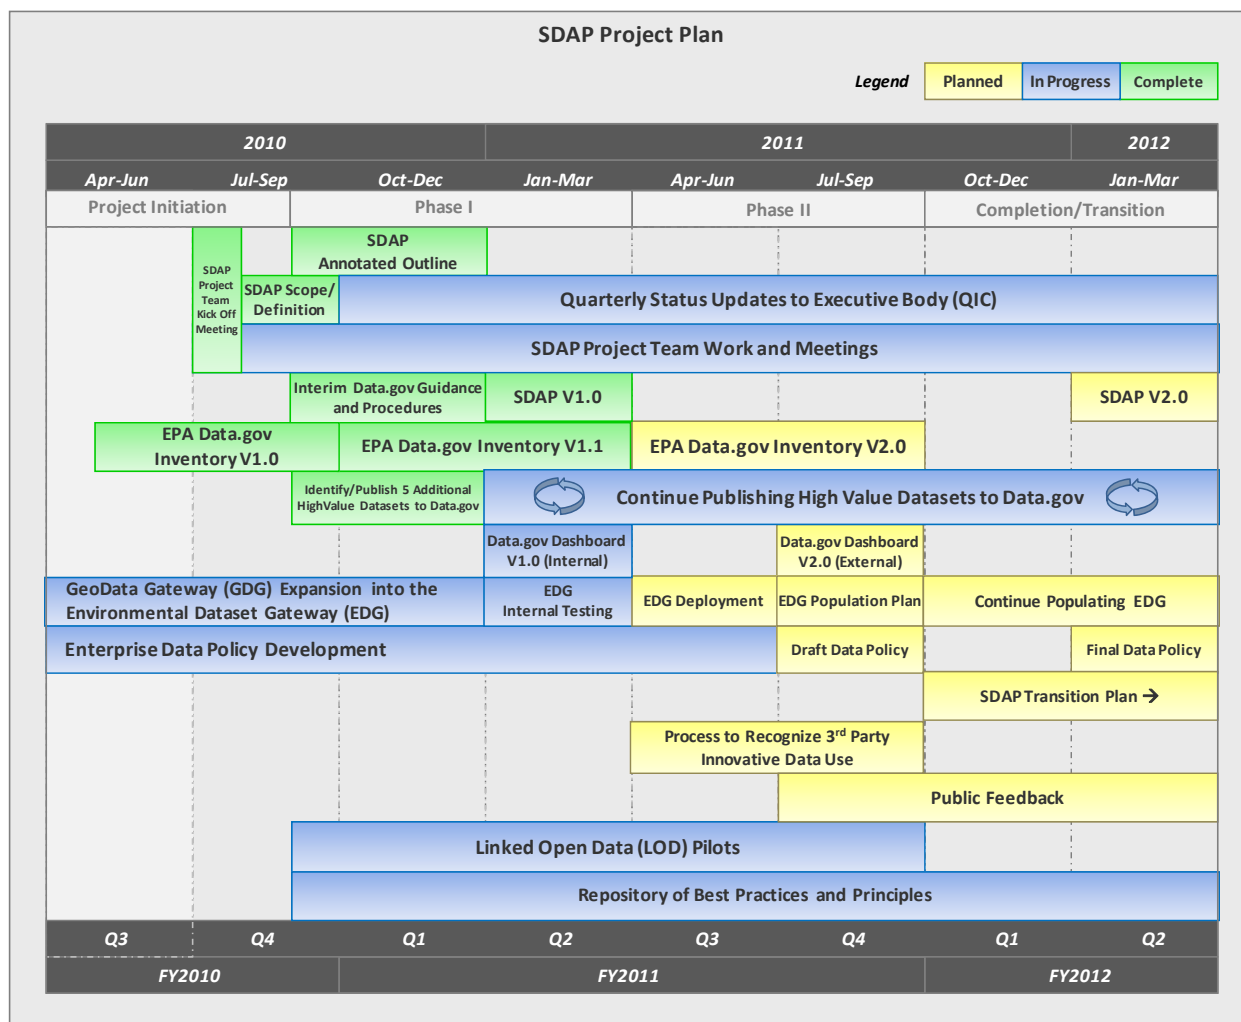 SDAP Project Plan
Legend Planned In Progress Complete
2010 2011 2012
Apr-Jun Jul-Sep Oct-Dec Jan-Mar Apr-Jun Jul-Sep Oct-Dec Jan-Mar
Project Initiation Phase I Phase II Completion/Transition
SDAP
Project
Team
Kick Off
Meeting
SDAP
Annotated Outline
SDAP Scope/
Definition
Quarterly Status Updates to Executive Body (QIC)
SDAP Project Team Work and Meetings
Interim Data.gov Guidance
and Procedures
SDAP V1.0
SDAP V2.0
EPA Data.gov
Inventory V1.0
EPA Data.gov Inventory V1.1
EPA Data.gov Inventory V2.0
Identify/Publish 5 Additional
HighValue Datasets to Data.gov
Continue Publishing High Value Datasets to Data.gov
Data.gov Dashboard
V1.0 (Internal)
Data.gov Dashboard
V2.0 (External)
GeoData Gateway (GDG) Expansion into the
Environmental Dataset Gateway (EDG)
EDG
Internal Testing
EDG Deployment
EDG Population Plan
Continue Populating EDG
Enterprise Data Policy Development
Draft Data Policy
Final Data Policy
SDAP Transition Plan →
Process to Recognize 3rd Party
Innovative Data Use
Public Feedback
Linked Open Data (LOD) Pilots
Repository of Best Practices and Principles
Q3 Q4 Q1 Q2 Q3 Q4 Q1 Q2
FY2010 FY2011 FY2012